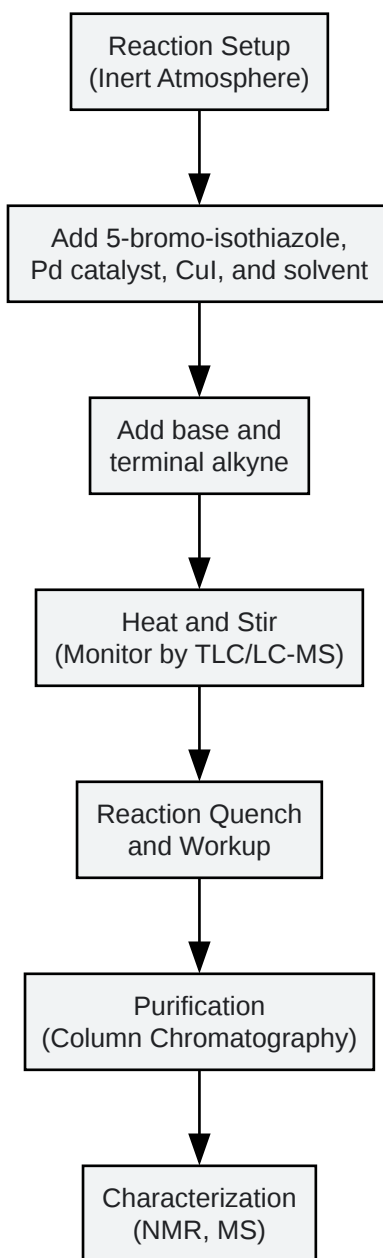 Reaction Setup
(Inert Atmosphere)
Add 5-bromo-isothiazole,
Pd catalyst, CuI, and solvent
Add base and
terminal alkyne
Heat and Stir
(Monitor by TLC/LC-MS)
Reaction Quench
and Workup
Purification
(Column Chromatography)
Characterization
(NMR, MS)